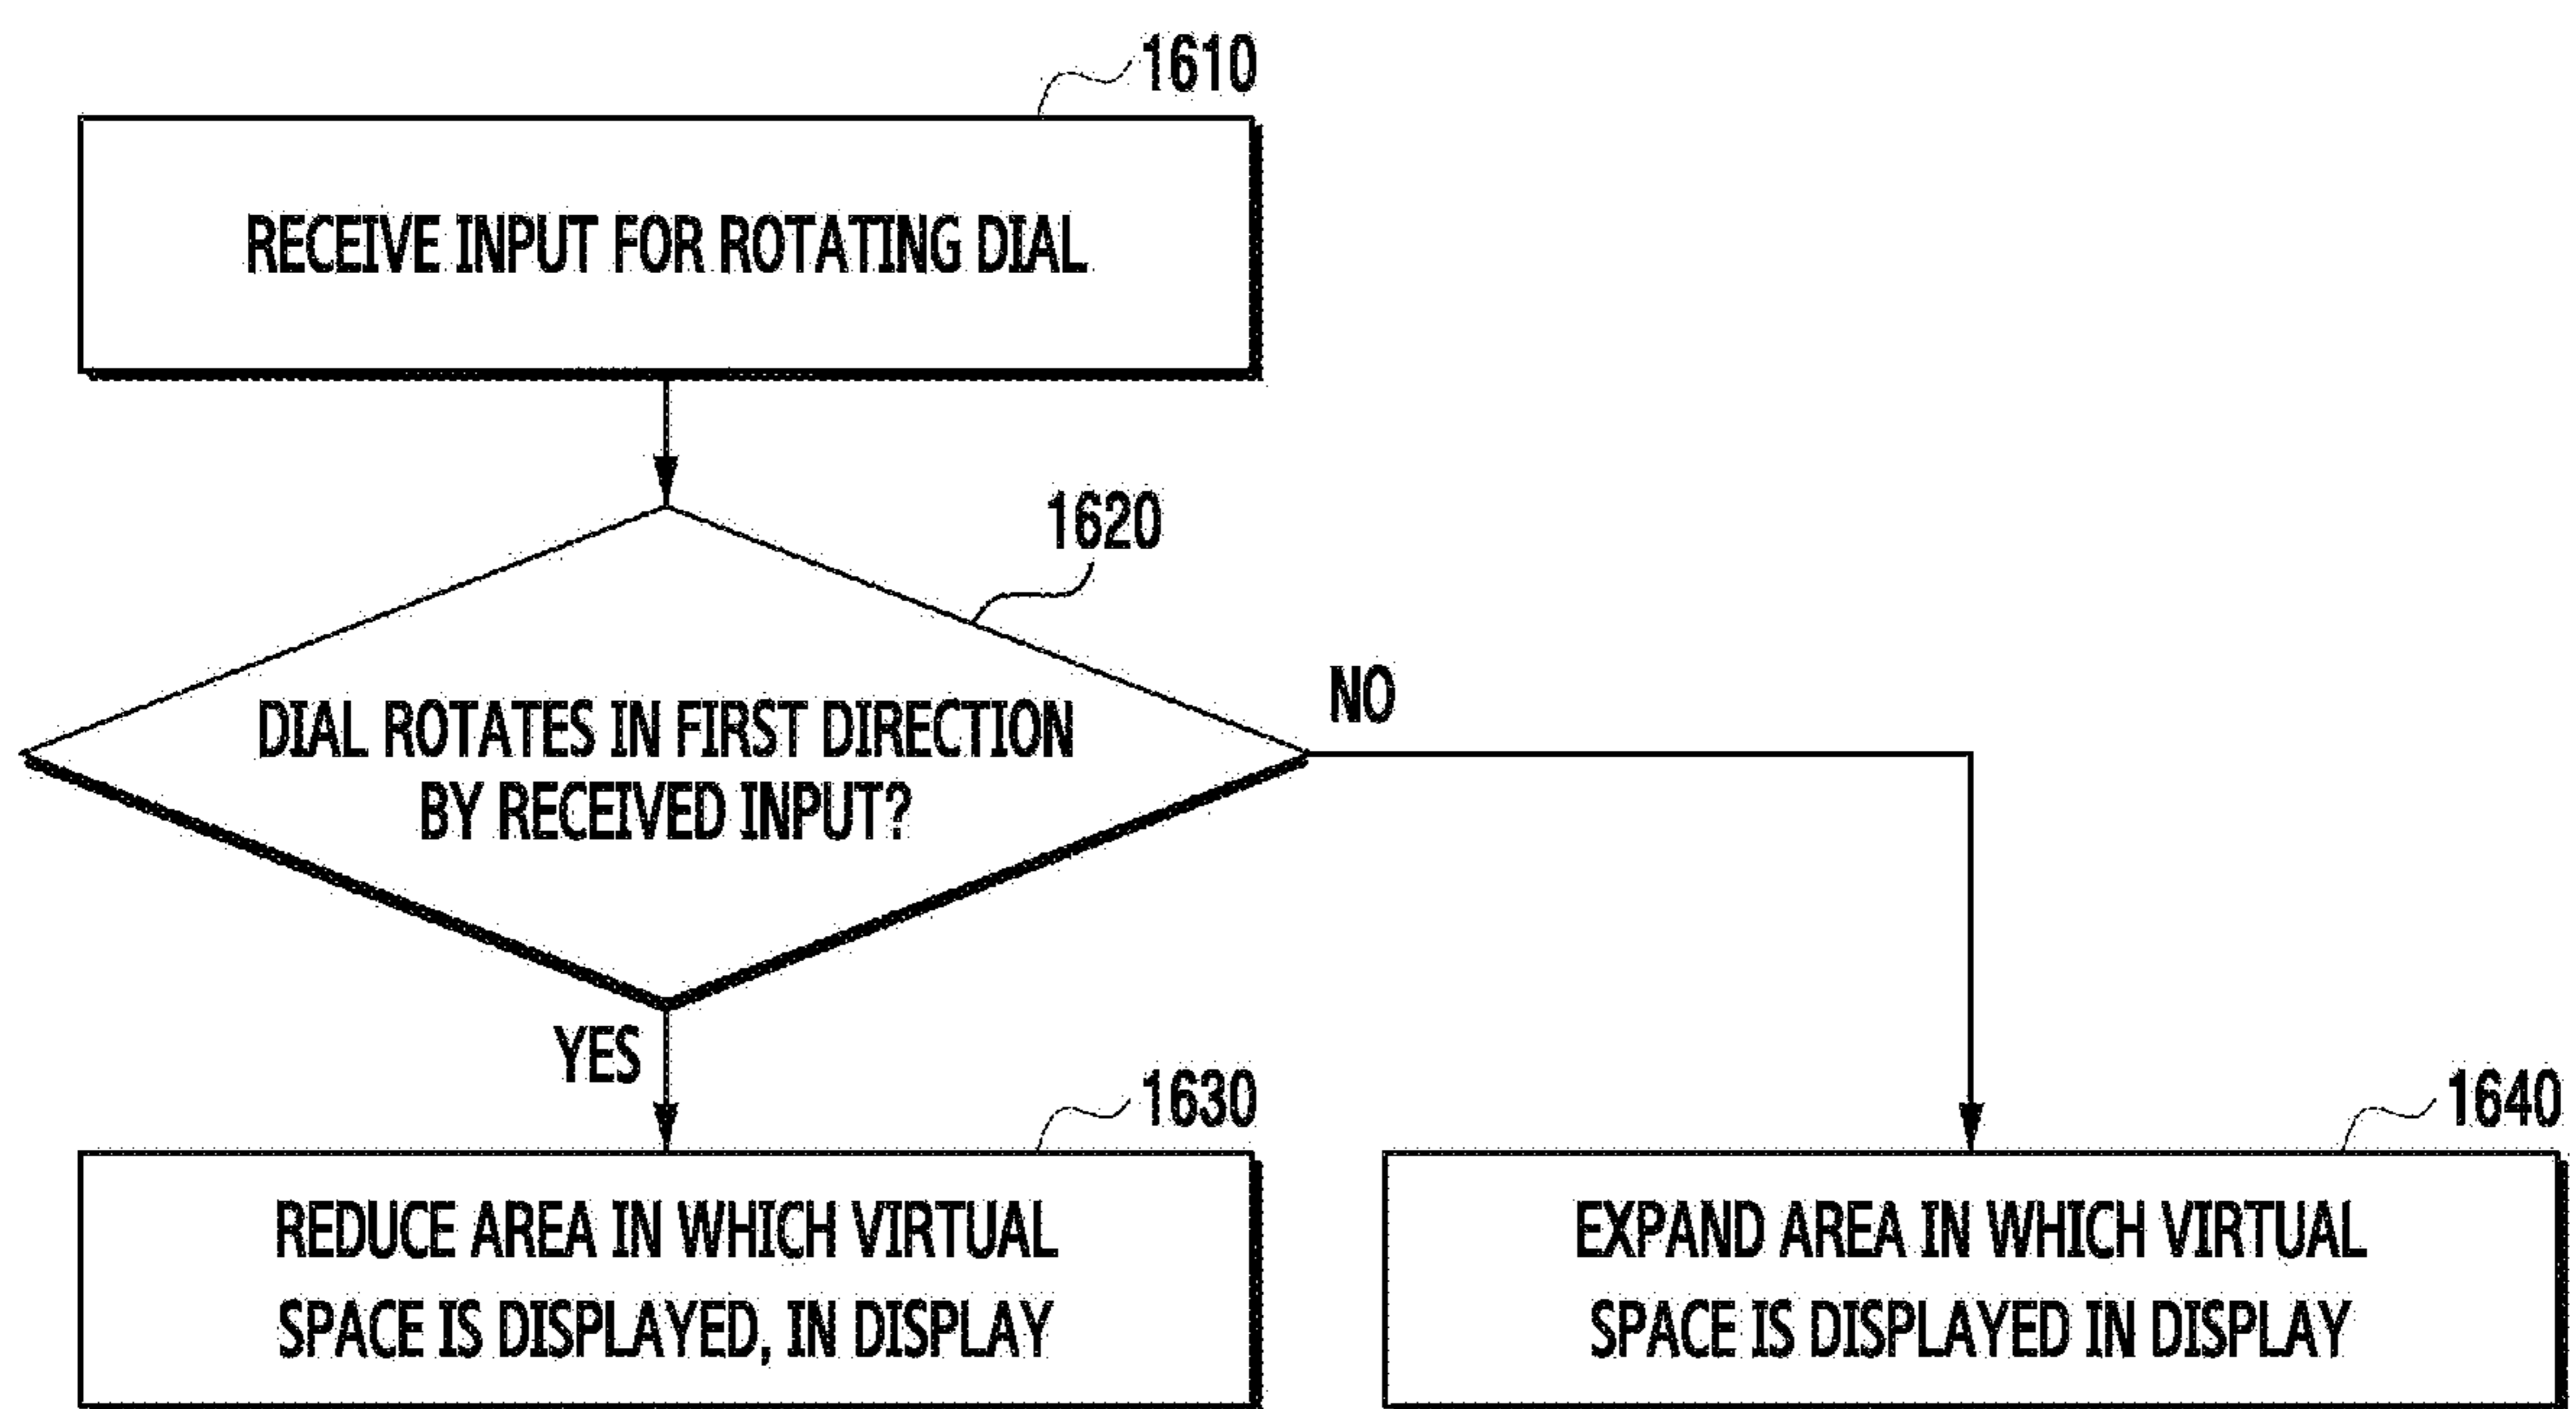 1610
RECEIVE INPUT FOR ROTATING DIAL
1620
DIAL ROTATES IN FIRST DIRECTION
BY RECEIVED INPUT?
NO
YES
1630
REDUCE AREA IN WHICH VIRTUAL
SPACE IS DISPLAYED, IN DISPLAY
1640
EXPAND AREA IN WHICH VIRTUAL
SPACE IS DISPLAYED IN DISPLAY